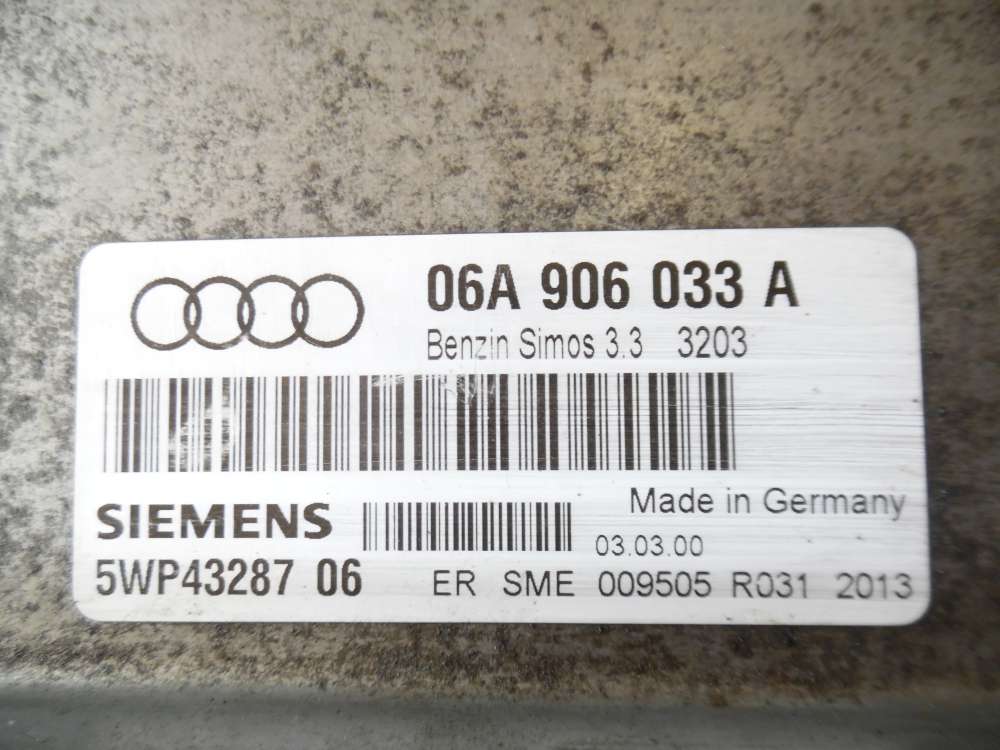 06A 906 033 A
Benzin Simos 3.3 3203
Made in Germany
SIEMENS
03.03.00
5WP43287 06 ER SME 009505 R031 2013